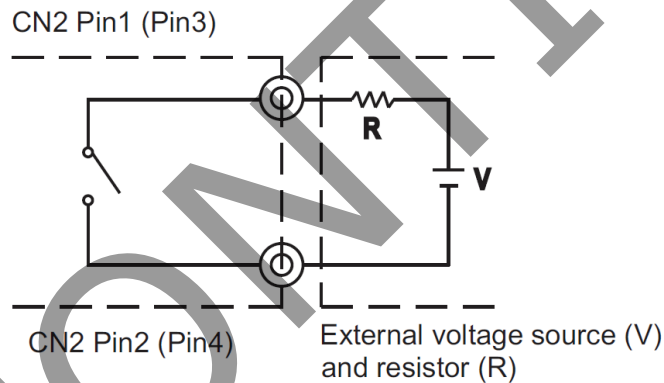 CN2 Pin1 (Pin3)
R
V
CN2 Pin2 (Pin4)
External voltage source (V)
and resistor (R)